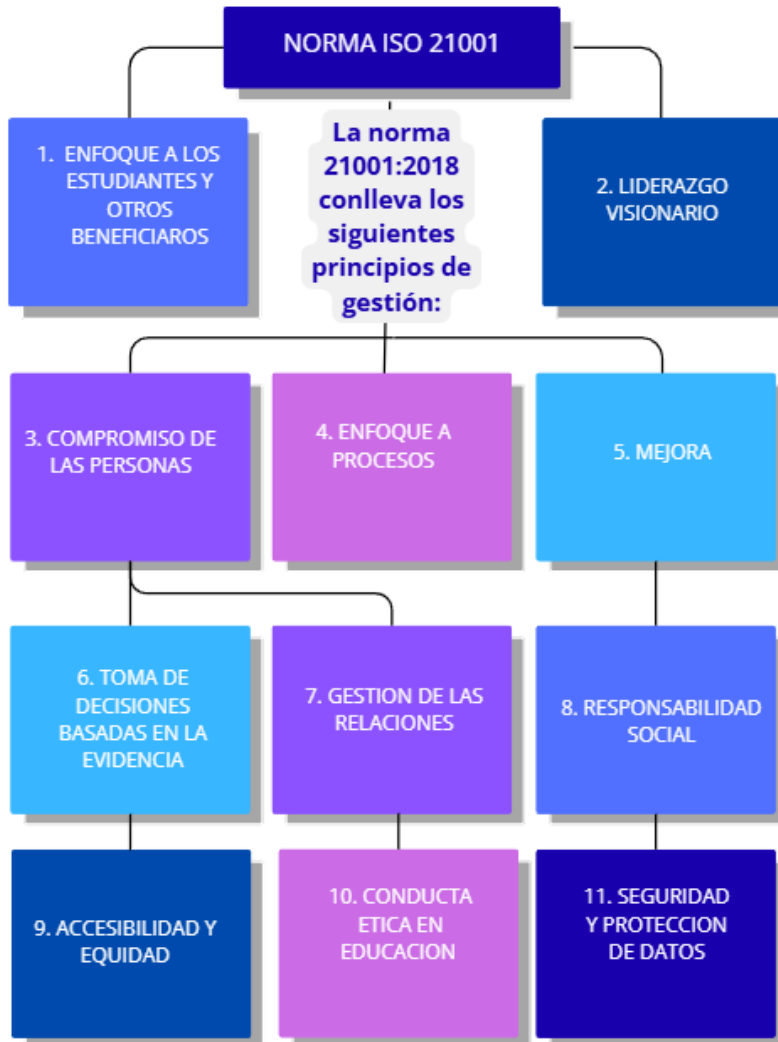 NORMA ISO 21001
1. ENFOQUE A LOS
ESTUDIANTES Y
OTROS
BENEFICIAROS
La norma
21001:2018
conlleva los
siguientes
principios de
gestión:
2. LIDERAZGO
VISIONARIO
3. COMPROMISO DE
LAS PERSONAS
4. ENFOQUE A
PROCESOS
5. MEJORA
6. TOMA DE
DECISIONES
BASADAS EN LA
EVIDENCIA
7. GESTION DE LAS
RELACIONES
8. RESPONSABILIDAD
SOCIAL
9. ACCESIBILIDAD Y
EQUIDAD
10. CONDUCTA
ETICA EN
EDUCACION
11. SEGURIDAD
Y PROTECCION
DE DATOS